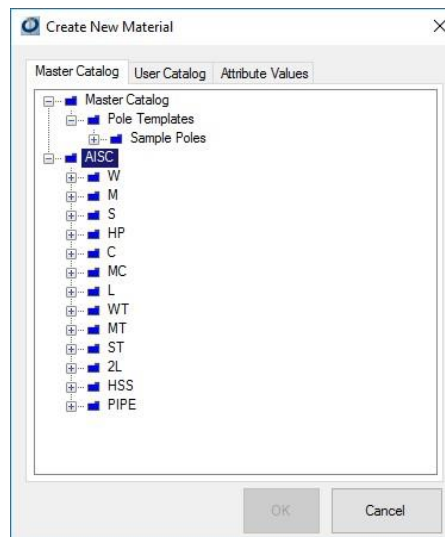 Create New Material
Master Catalog User Catalog Attribute Values
Master Catalog
Pole Templates
Sample Poles
AISC
W
M
S
HP
C
MC
L
WT
MT
ST
2L
HSS
PIPE
OK Cancel